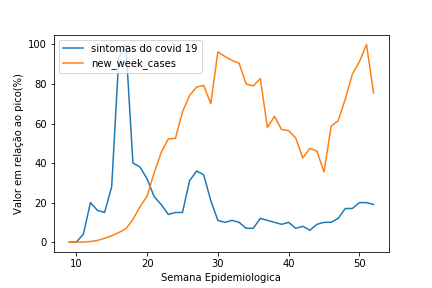 sintomas do covid 19
new_week_cases
100
80
60
40
20
0
Valor em relação ao pico(%)
10
20
30
40
50
Semana Epidemiologica